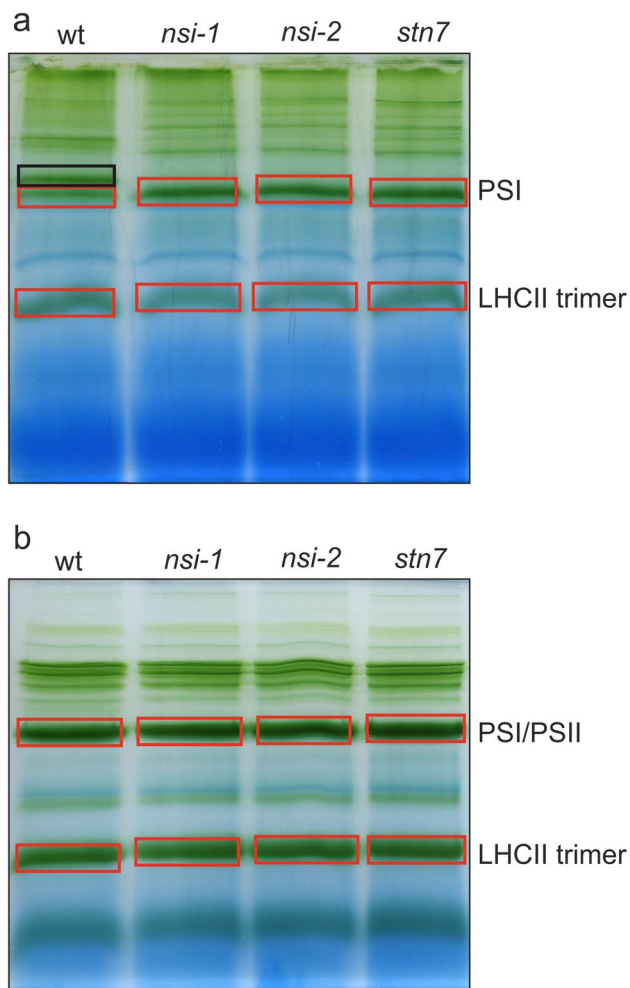 a
wt nsi-1 nsi-2 stn7
PSI
LHCII trimer
b
wt nsi-1 nsi-2 stn7
PSI/PSII
LHCII trimer